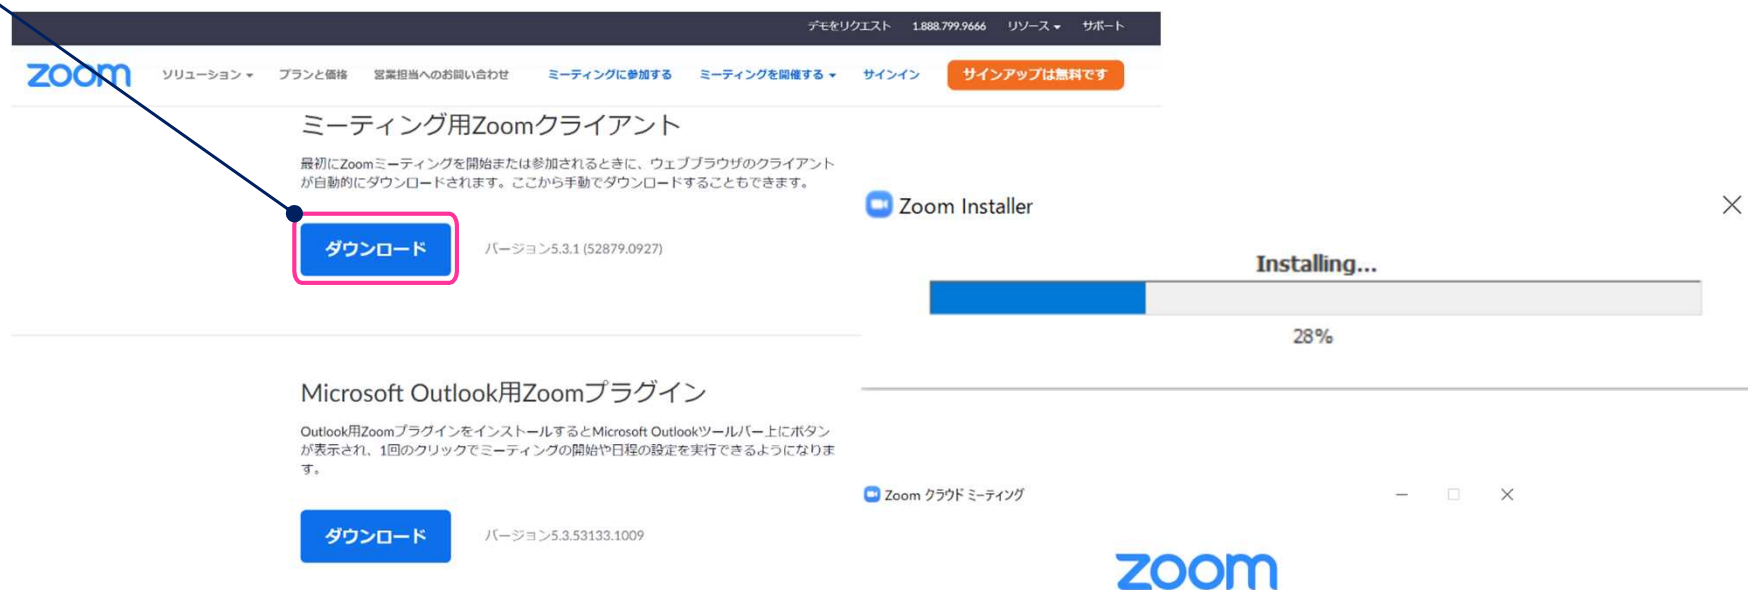 デモをリクエスト 1.888.799.9666 リソース サポート
zoom ソリューション プランと価格 営業担当へのお問い合わせ ミーティングに参加する ミーティングを開催する サインイン サインアップは無料です
ミーティング用Zoomクライアント
最初にZoomミーティングを開始または参加されるときに、ウェブブラウザのクライアント
が自動的にダウンロードされます。ここから手動でダウンロードすることもできます。
ダウンロード バージョン5.3.1 (52879.0927)
Microsoft Outlook用Zoomプラグイン
Outlook用ZoomプラグインをインストールするとMicrosoft Outlookツールバー上にボタン
が表示され、1回のクリックでミーティングの開始や日程の設定を実行できるようになりま
す。
ダウンロード バージョン5.3.53133.1009
Zoom Installer
Installing...
28%
Zoom クラウド ミーティング
zoom